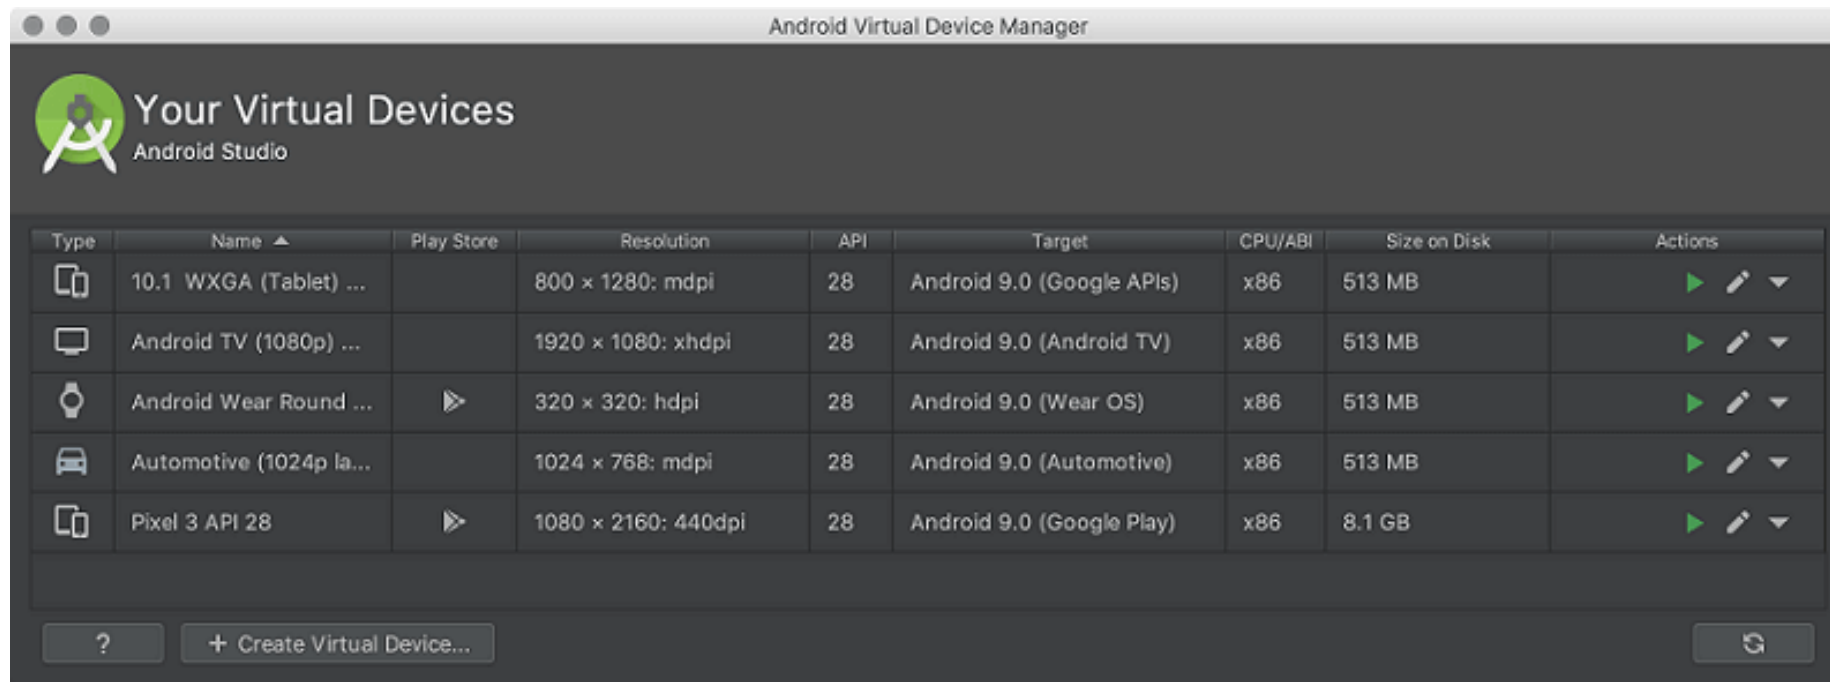 Android Virtual Device Manager
Your Virtual Devices
Android Studio
Type Name Play Store Resolution API Target CPU/ABI Size on Disk Actions
10.1 WXGA (Tablet) ... 800 × 1280: mdpi 28 Android 9.0 (Google APIs) x86 513 MB
Android TV (1080p) ... 1920 × 1080: xhdpi 28 Android 9.0 (Android TV) x86 513 MB
Android Wear Round ... 320 × 320: hdpi 28 Android 9.0 (Wear OS) x86 513 MB
Automotive (1024p la... 1024 × 768: mdpi 28 Android 9.0 (Automotive) x86 513 MB
Pixel 3 API 28 1080 × 2160: 440dpi 28 Android 9.0 (Google Play) x86 8.1 GB
? + Create Virtual Device...